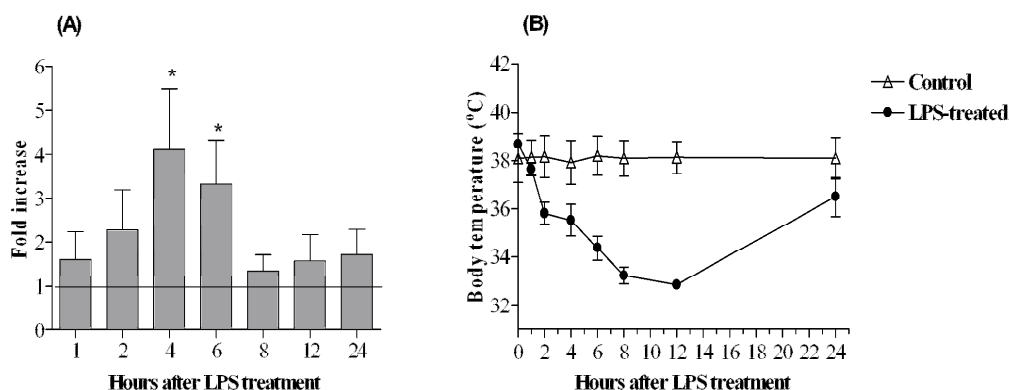 (A)
6
5
4
3
2
1
0
Fold increase
*
*
1 2 4 6 8 12 24
Hours after LPS treatment
(B)
42
40
38
36
34
32
Body temperature (°C)
0 2 4 6 8 10 12 14 16 18 20 22 24
Hours after LPS treatment
Control
LPS-treated